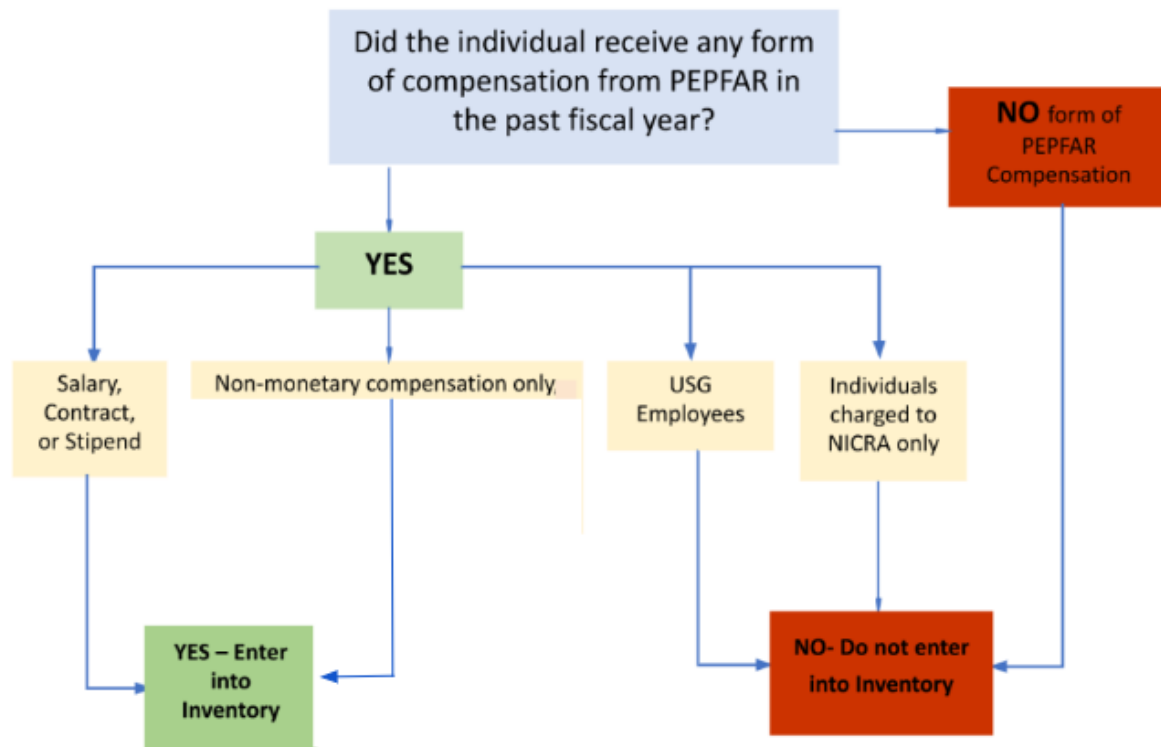 Did the individual receive any form
of compensation from PEPFAR in
the past fiscal year?
NO form of
PEPFAR
Compensation
YES
Salary,
Contract,
or Stipend
Non-monetary compensation only
USG
Employees
Individuals
charged to
NICRA only
YES – Enter
into
Inventory
NO- Do not enter
into Inventory